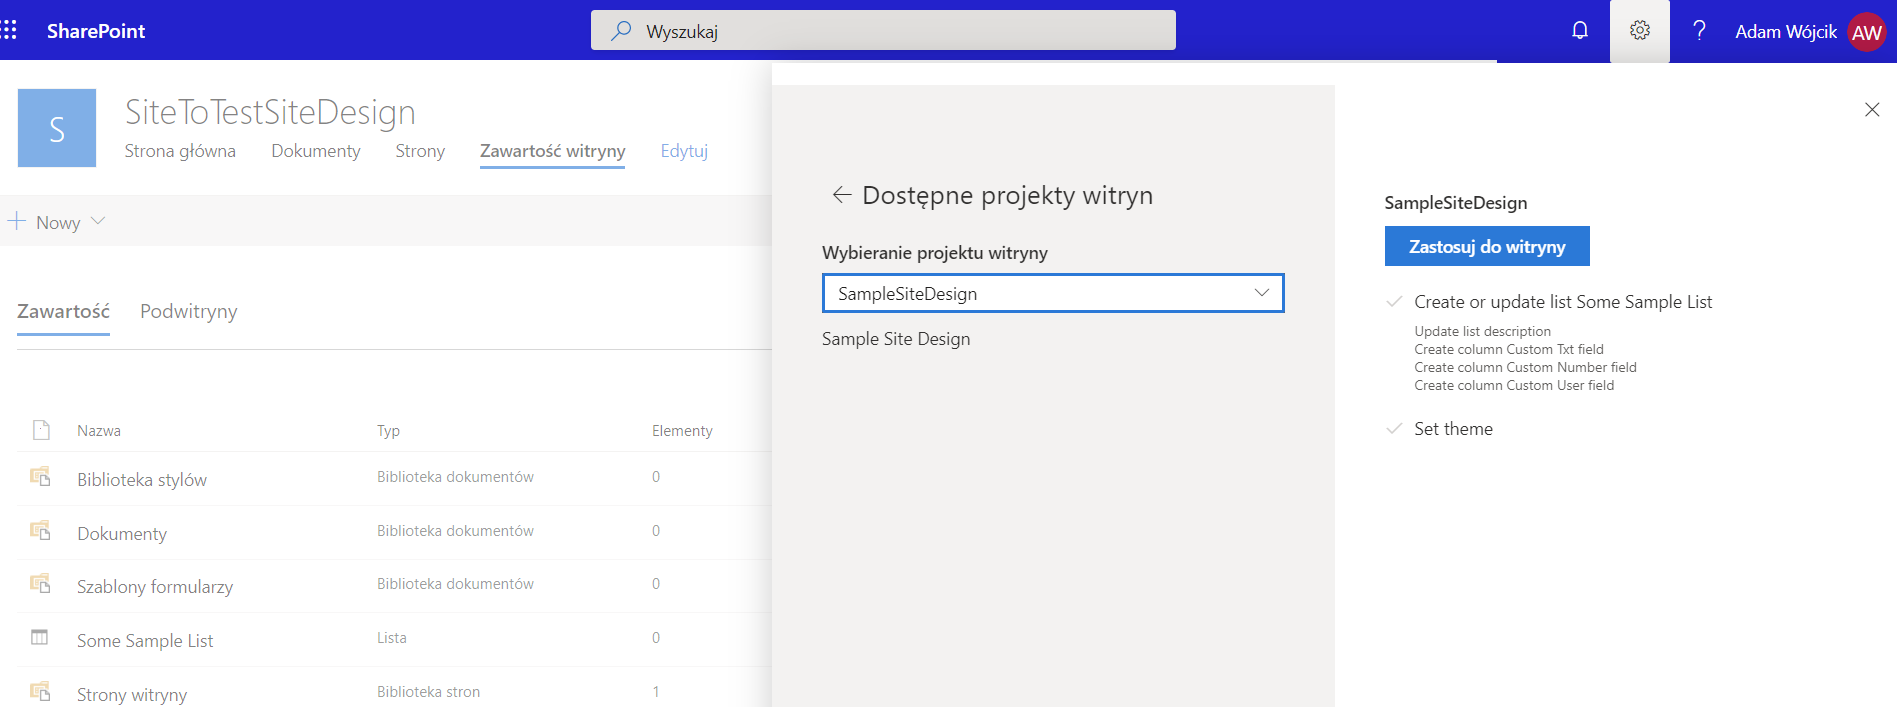 SharePoint
Wyszukaj
? Adam Wójcik AW
S
SiteToTestSiteDesign
Strona główna Dokumenty Strony Zawartość witryny Edytuj
+ Nowy
Zawartość Podwitryny
Nazwa Typ Elementy
Biblioteka stylów Biblioteka dokumentów 0
Dokumenty Biblioteka dokumentów 0
Szablony formularzy Biblioteka dokumentów 0
Some Sample List Lista 0
Strony witryny Biblioteka stron 1
Dostępne projekty witryn
Wybieranie projektu witryny
SampleSiteDesign
Sample Site Design
SampleSiteDesign
Zastosuj do witryny
Create or update list Some Sample List
Update list description
Create column Custom Txt field
Create column Custom Number field
Create column Custom User field
Set theme